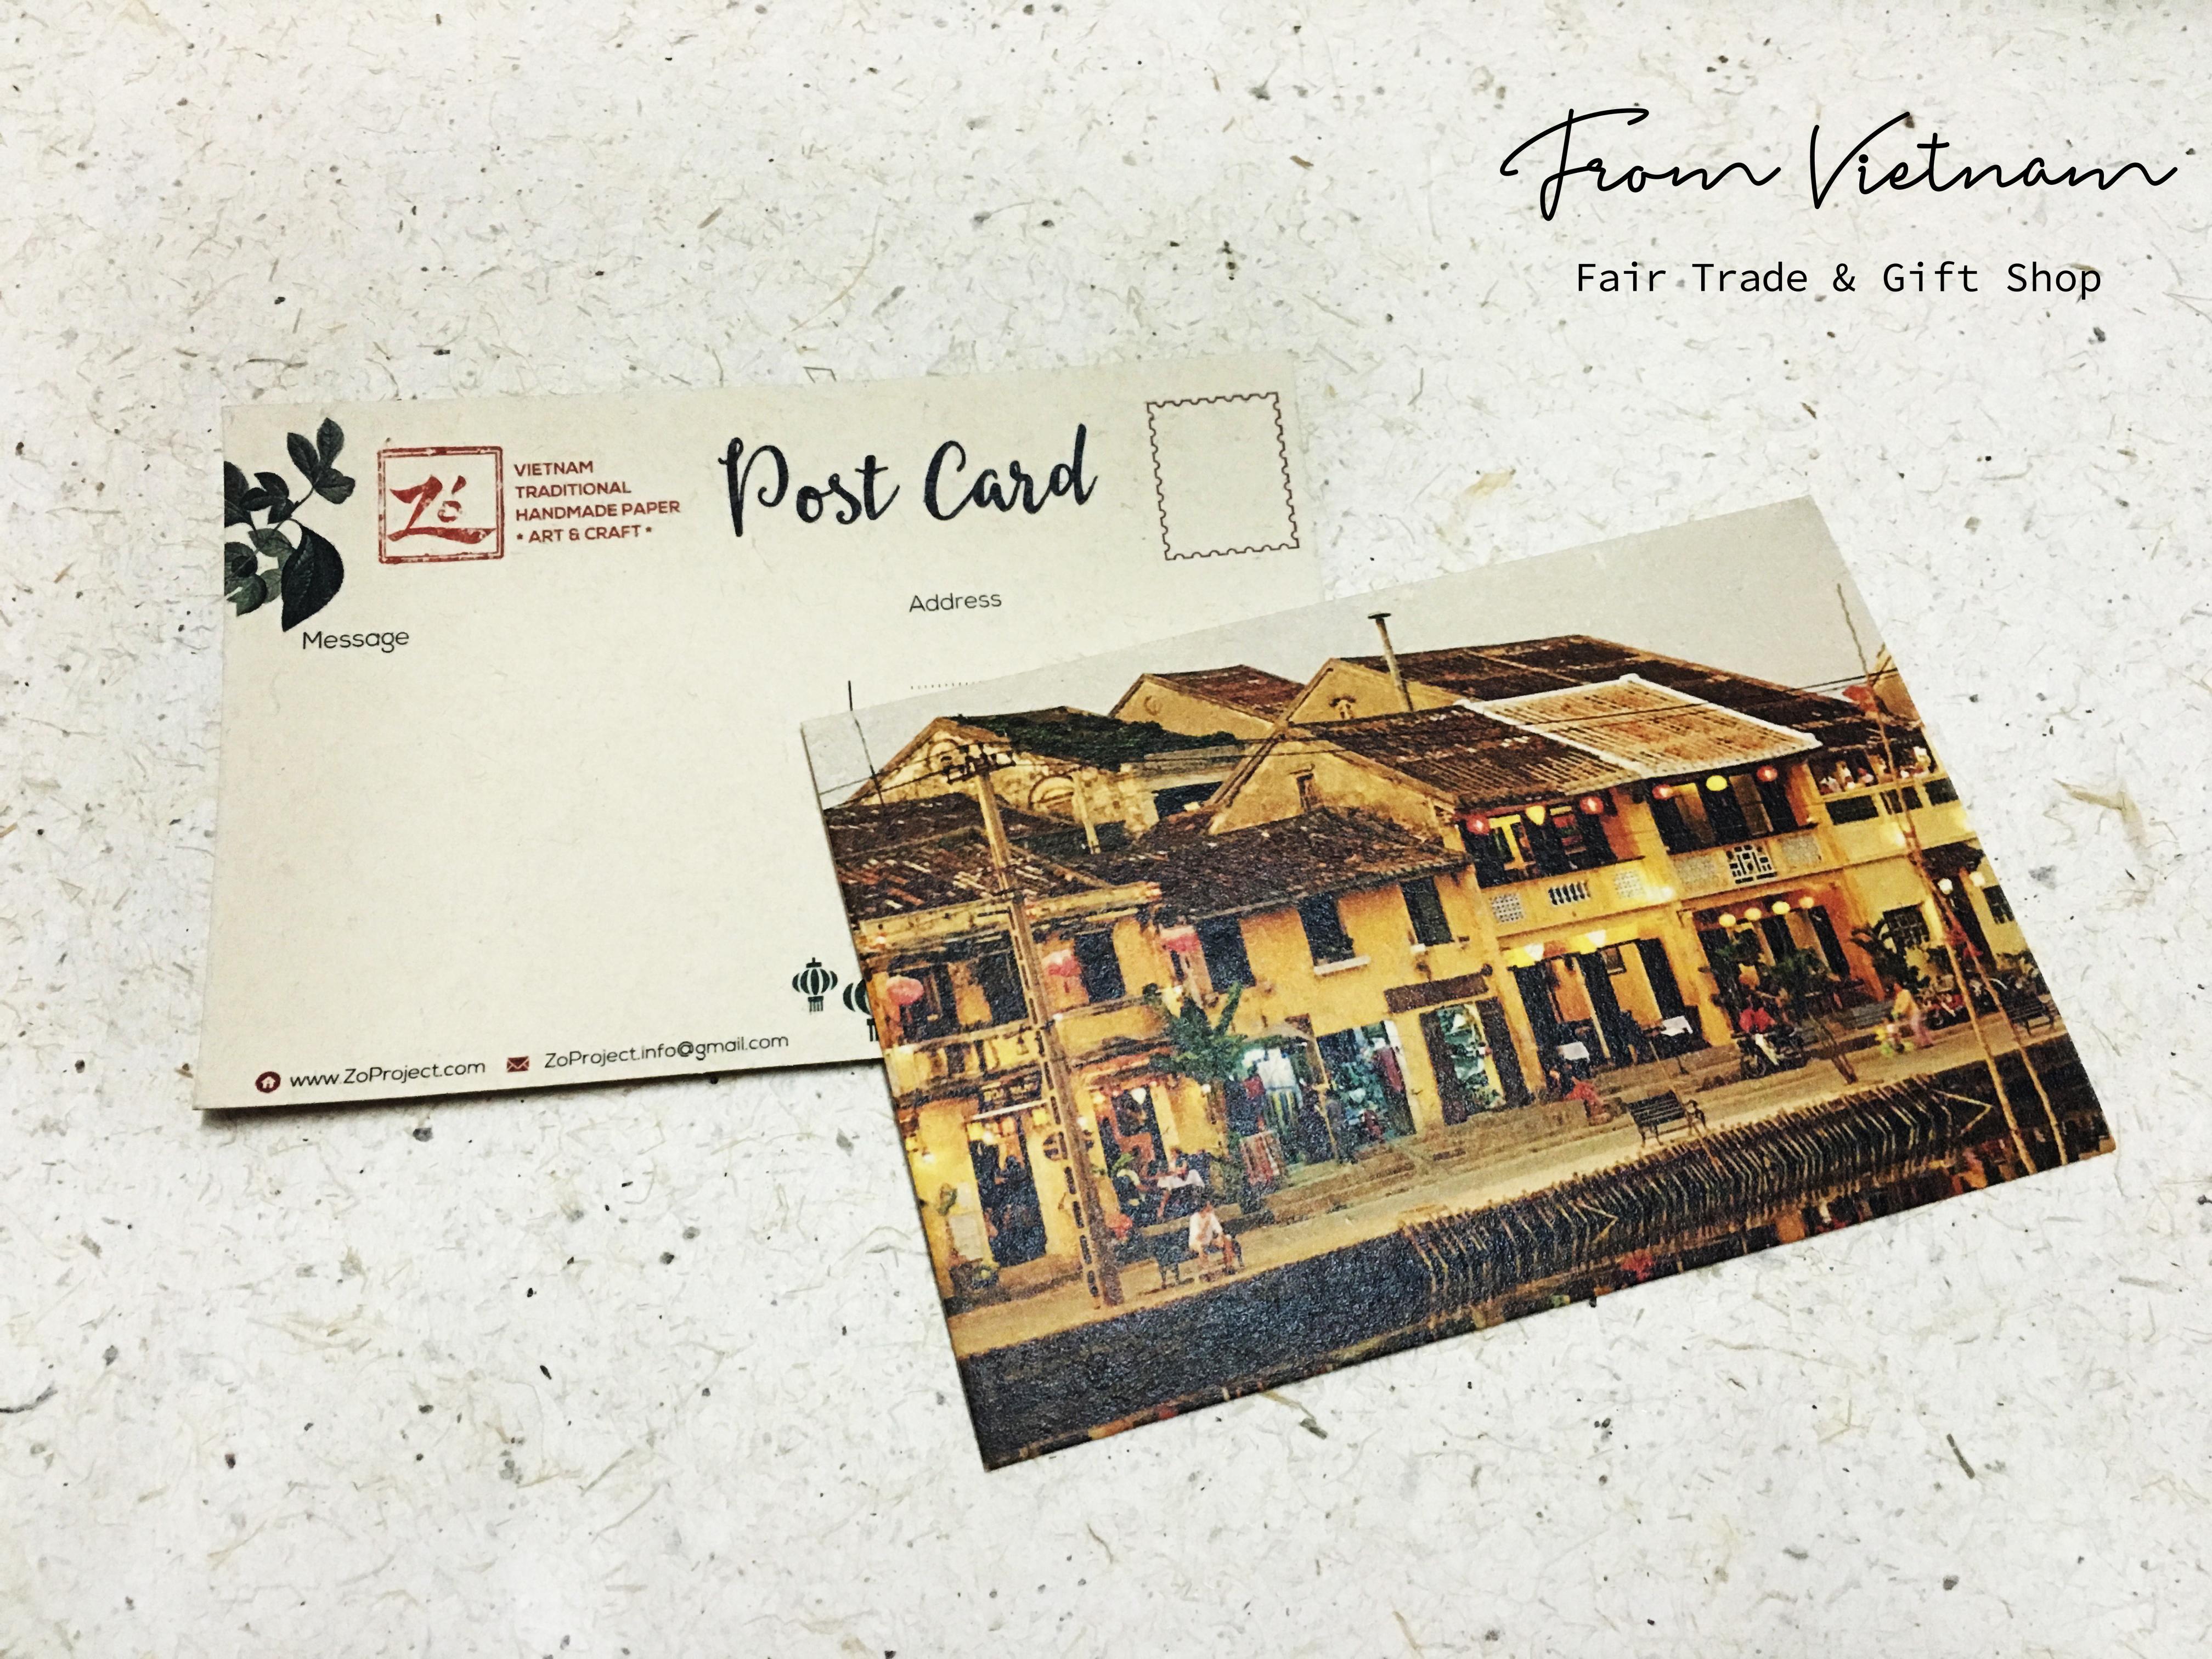 From Vietnam
Fair Trade & Gift Shop
Zó
VIETNAM
TRADITIONAL
HANDMADE PAPER
• ART & CRAFT •
Post Card
Address
Message
www.ZoProject.com
ZoProject.info@gmail.com